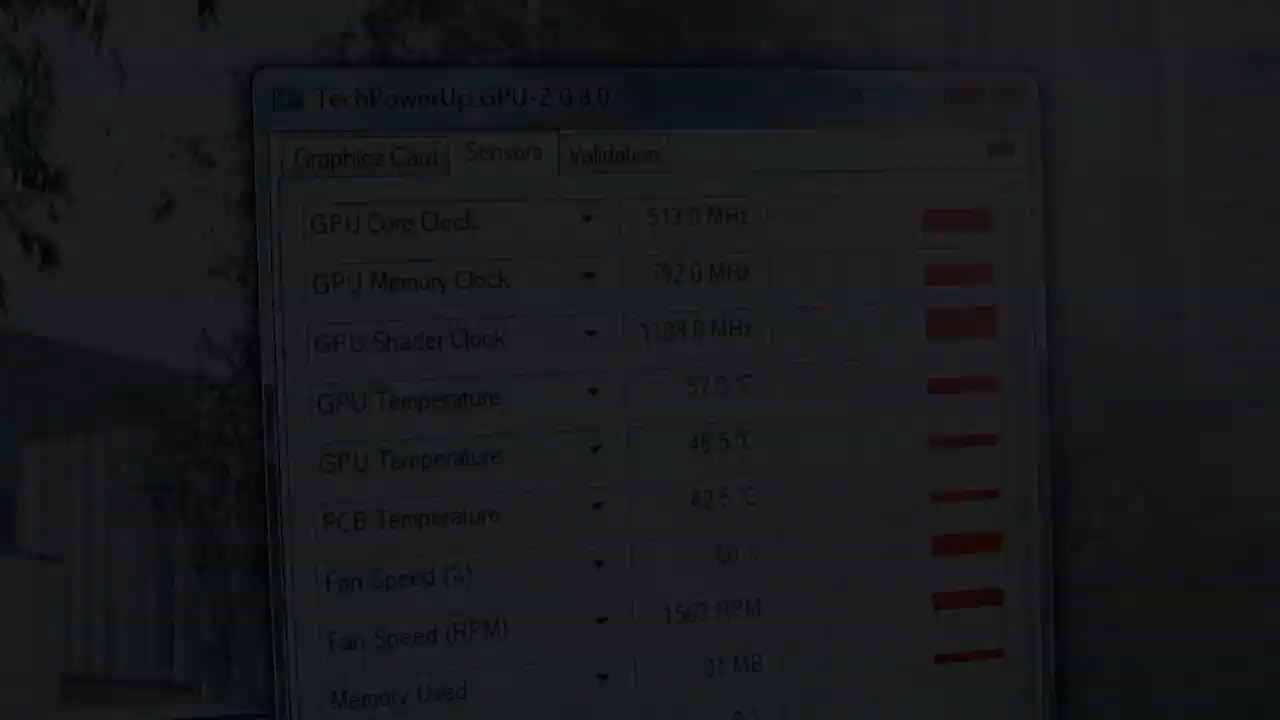 TechPowerUp GPU-Z 0.8.0
Graphics Card Sensors Validation
GPU Core Clock 513.0 MHz
GPU Memory Clock 792.0 MHz
GPU Shader Clock 1188.0 MHz
GPU Temperature 57.0 °C
GPU Temperature 46.5 °C
PCB Temperature 42.5 °C
Fan Speed (%)
Fan Speed (RPM) 1563 RPM
Memory Used MB